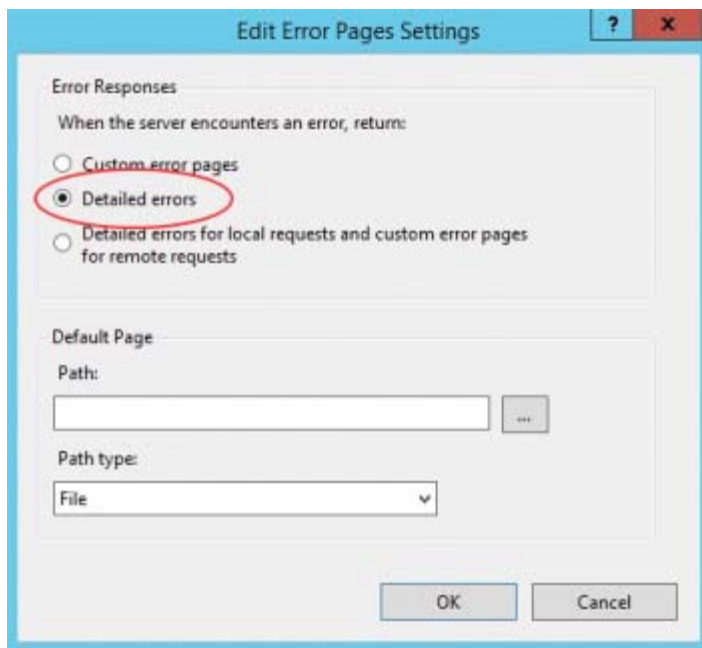 Edit Error Pages Settings
?
x
Error Responses
When the server encounters an error, return:
Custom error pages
Detailed errors
Detailed errors for local requests and custom error pages
for remote requests
Default Page
Path:
...
Path type:
File
OK
Cancel